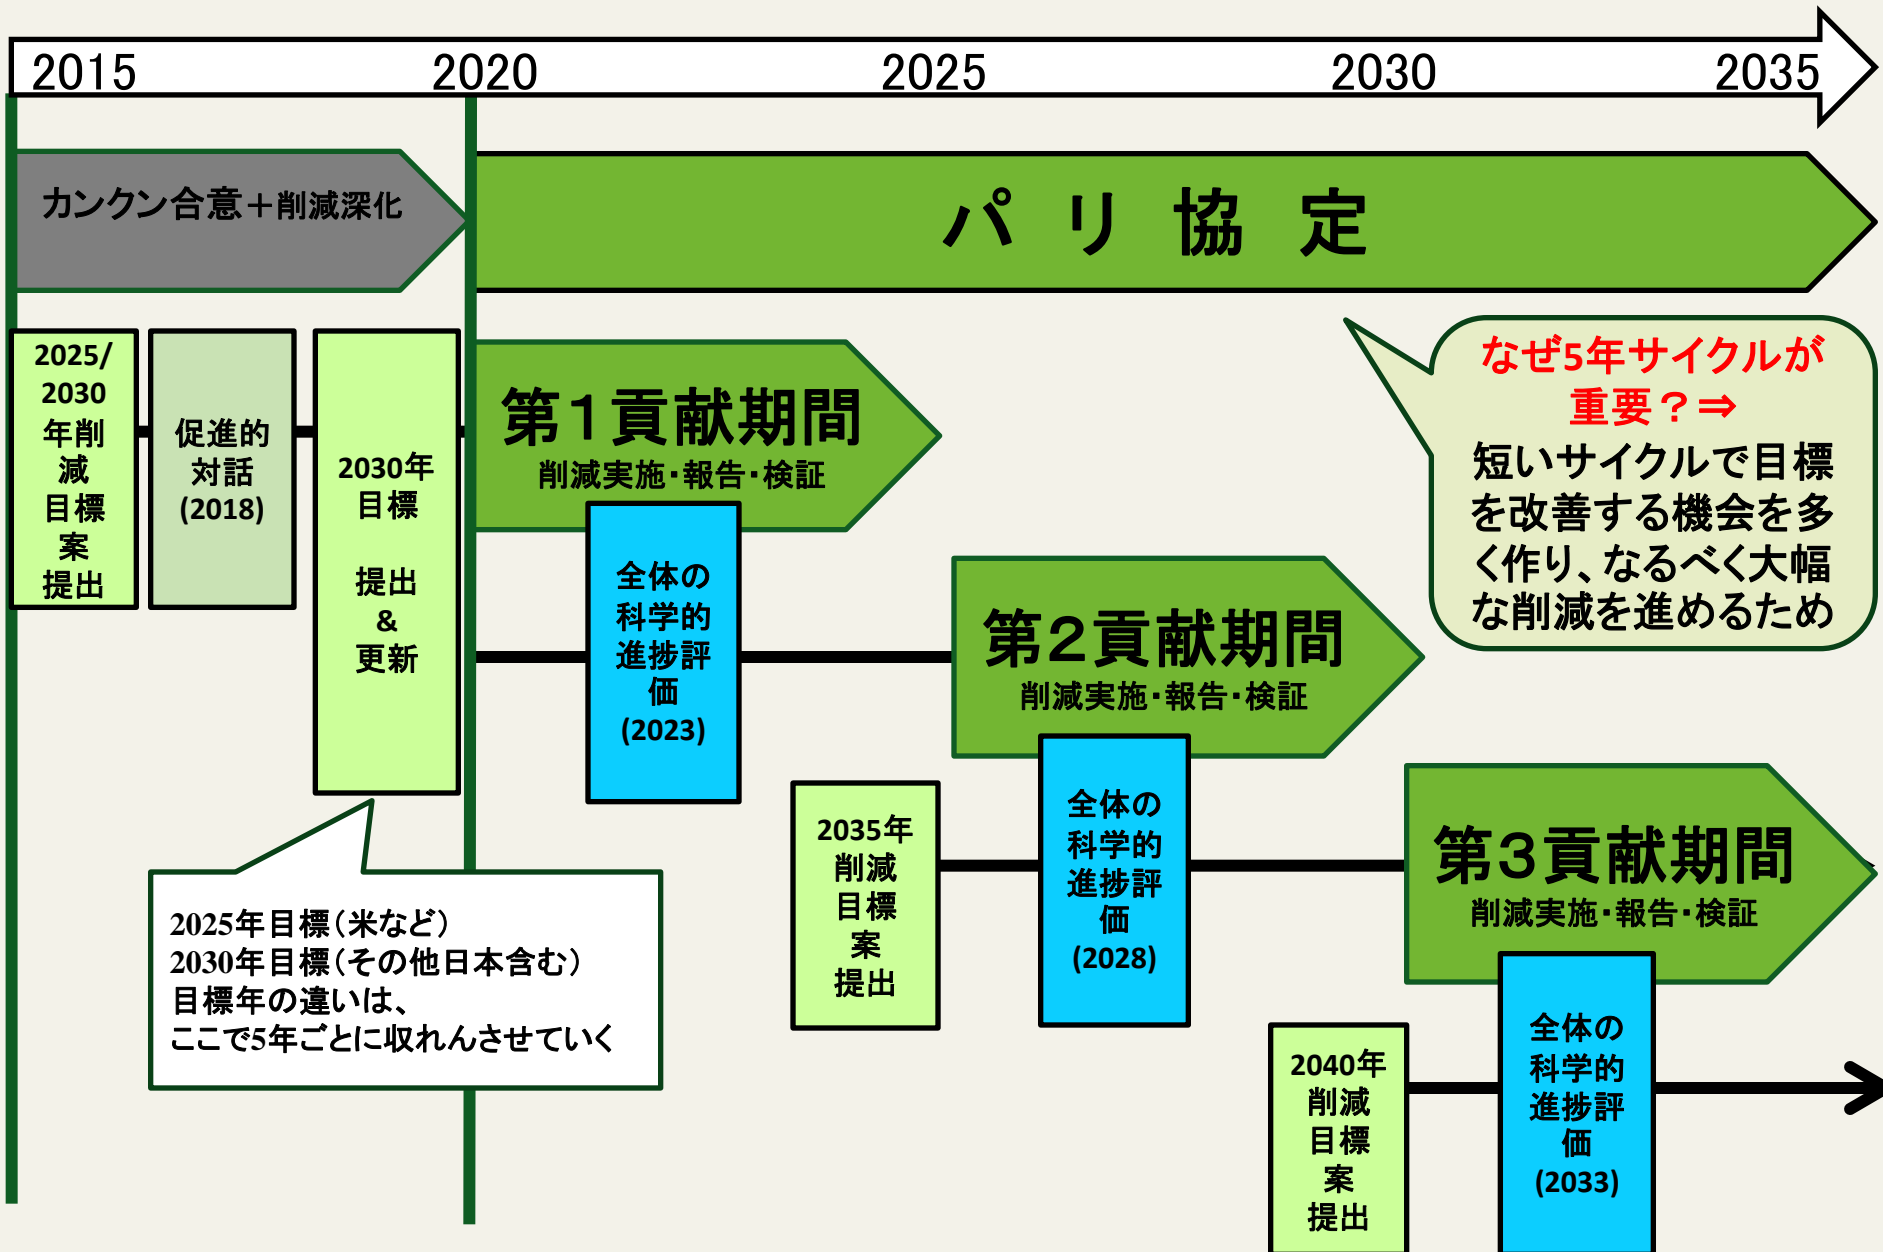 2015 2020 2025 2030 2035
カンクン合意＋削減深化
パリ協定
2025/
2030
年削
減
目標
案
提出
促進的
対話
(2018)
2030年
目標
提出
&
更新
第1貢献期間
削減実施・報告・検証
全体の
科学的
進捗評
価
(2023)
なぜ5年サイクルが
重要？⇒
短いサイクルで目標
を改善する機会を多
く作り、なるべく大幅
な削減を進めるため
第2貢献期間
削減実施・報告・検証
2035年
削減
目標
案
提出
全体の
科学的
進捗評
価
(2028)
第3貢献期間
削減実施・報告・検証
2025年目標（米など）
2030年目標（その他日本含む）
目標年の違いは、
ここで5年ごとに収れんさせていく
2040年
削減
目標
案
提出
全体の
科学的
進捗評
価
(2033)